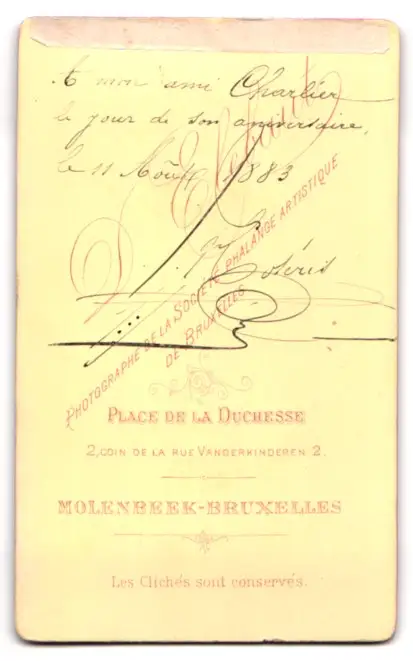 A mon ami Charlier
le jour de son anniversaire,
le 11 Août 1883
PHOTOGRAPHE DE LA SOCIÉTÉ PHALANGE ARTISTIQUE
DE BRUXELLES
PLACE DE LA DUCHESSE
2, COIN DE LA RUE VANDERKINDEREN 2.
MOLENBEEK-BRUXELLES
Les Clichés sont conservés.